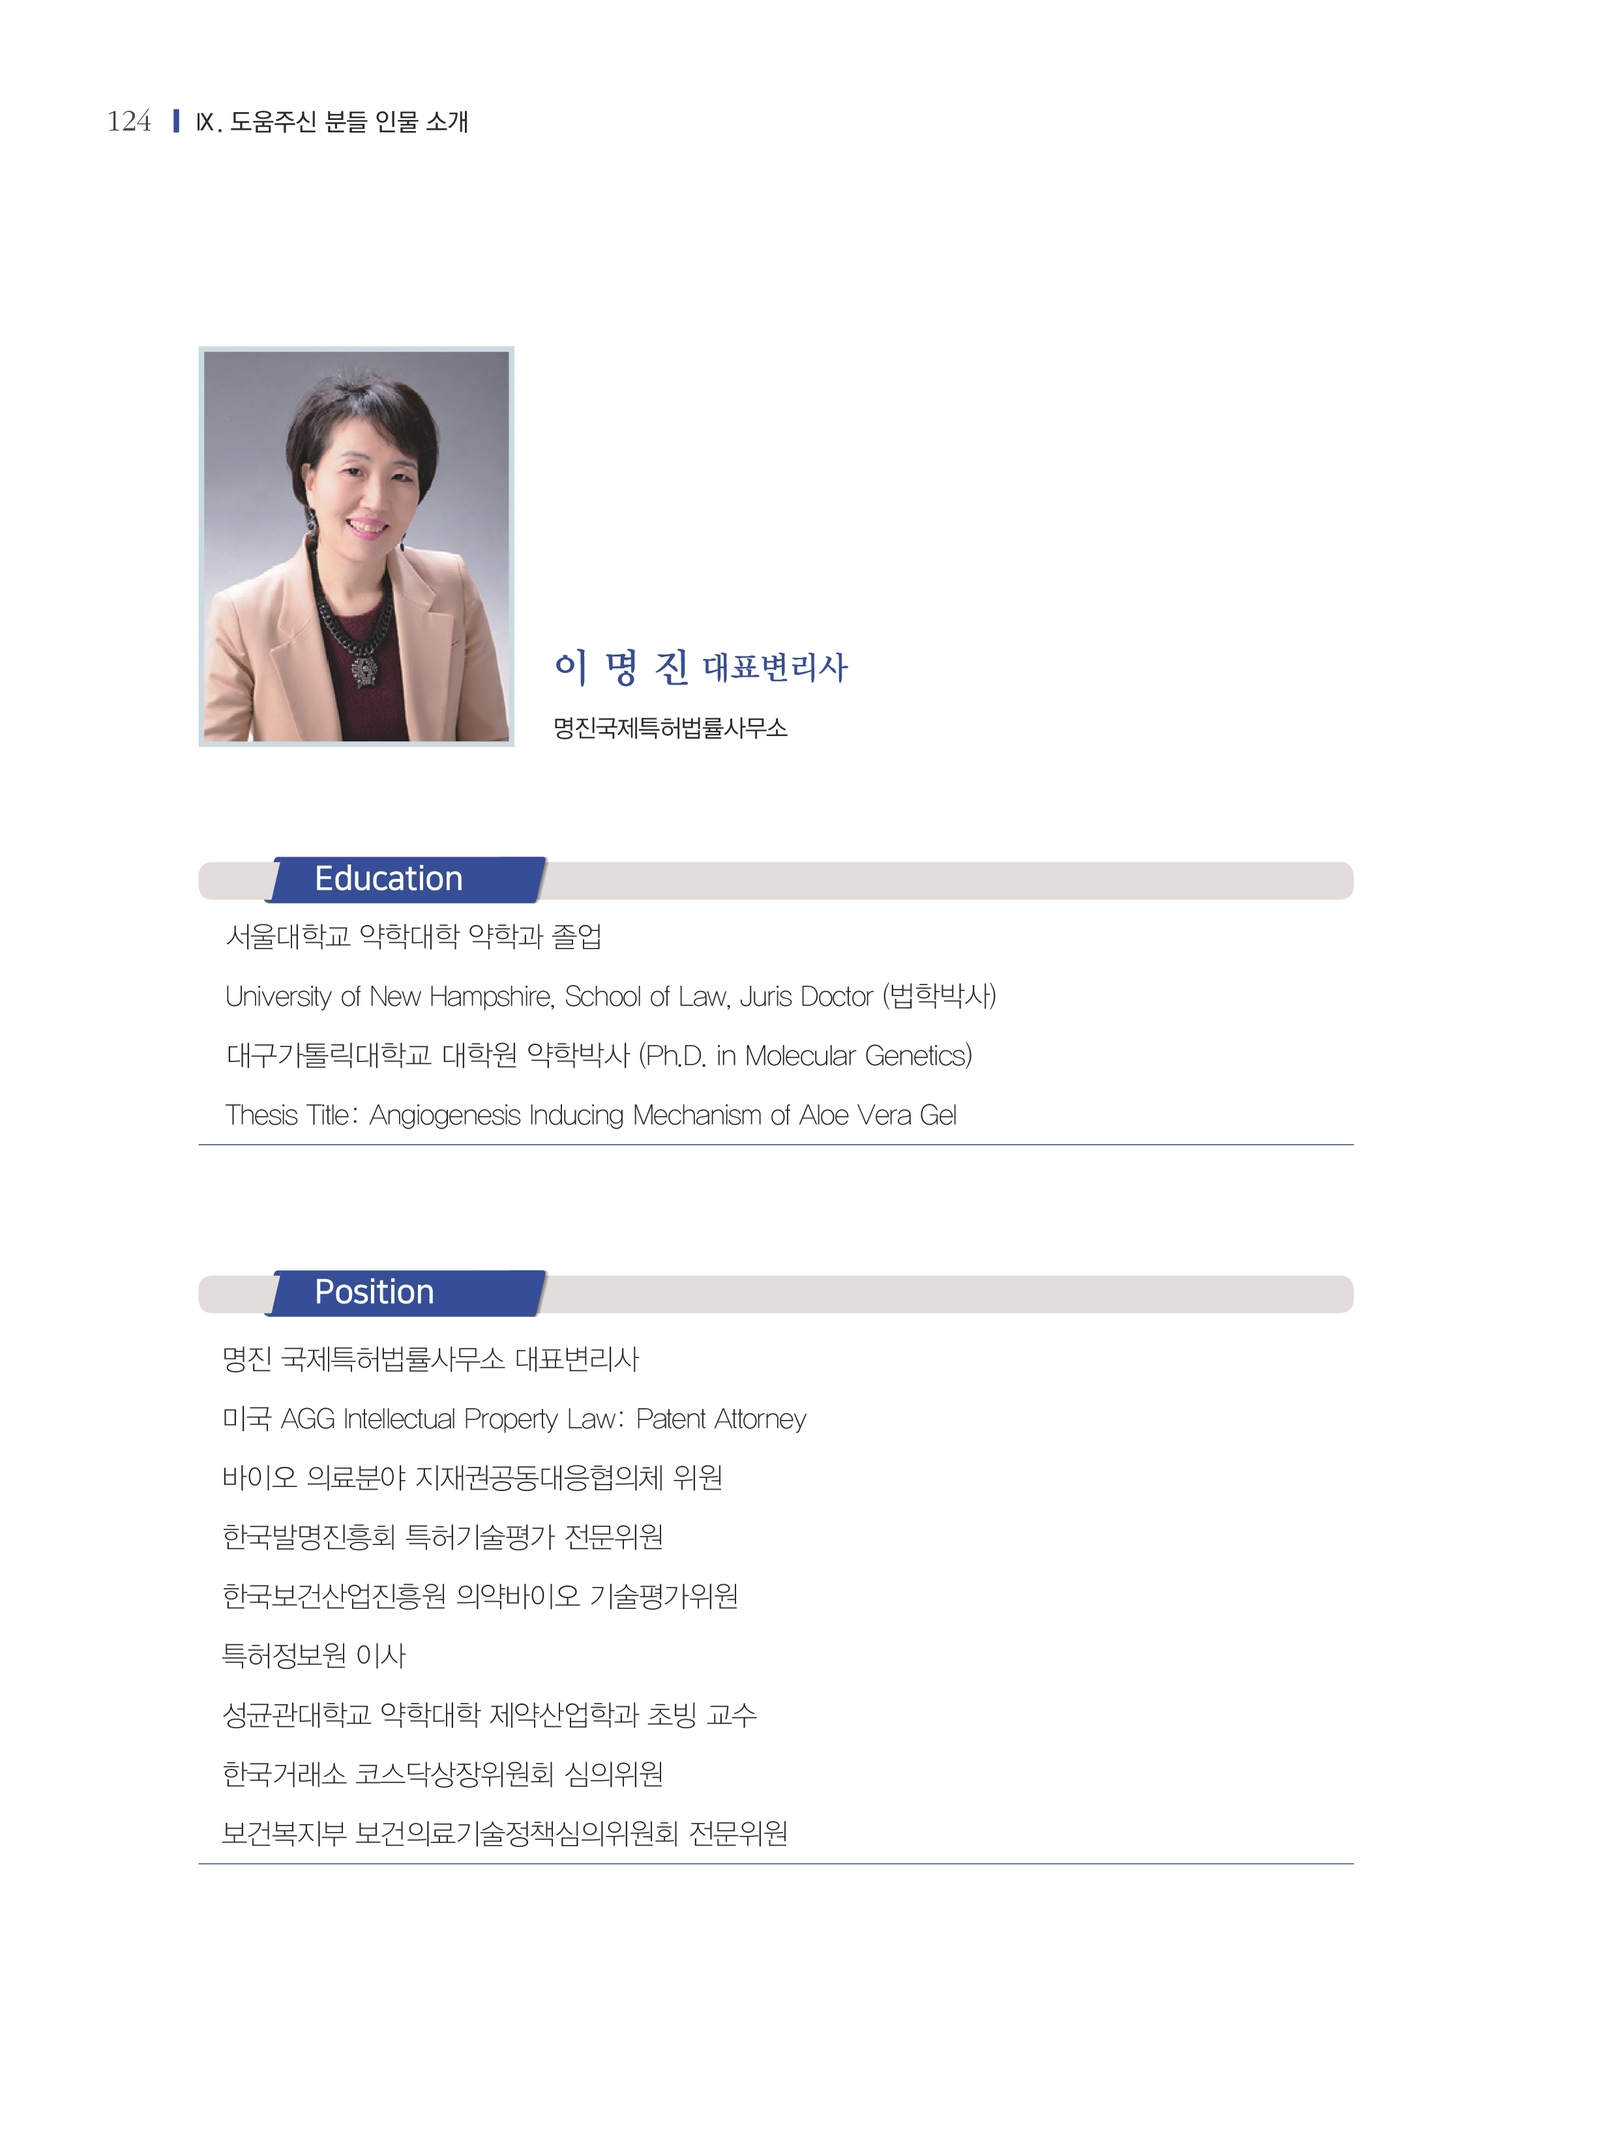 124 Ⅸ. 도움주신 분들 인물 소개
이 명 진 대표변리사
명진국제특허법률사무소
Education
서울대학교 약학대학 약학과 졸업
University of New Hampshire, School of Law, Juris Doctor (법학박사)
대구가톨릭대학교 대학원 약학박사 (Ph.D. in Molecular Genetics)
Thesis Title: Angiogenesis Inducing Mechanism of Aloe Vera Gel
Position
명진 국제특허법률사무소 대표변리사
미국 AGG Intellectual Property Law: Patent Attorney
바이오 의료분야 지재권공동대응협의체 위원
한국발명진흥회 특허기술평가 전문위원
한국보건산업진흥원 의약바이오 기술평가위원
특허정보원 이사
성균관대학교 약학대학 제약산업학과 초빙 교수
한국거래소 코스닥상장위원회 심의위원
보건복지부 보건의료기술정책심의위원회 전문위원